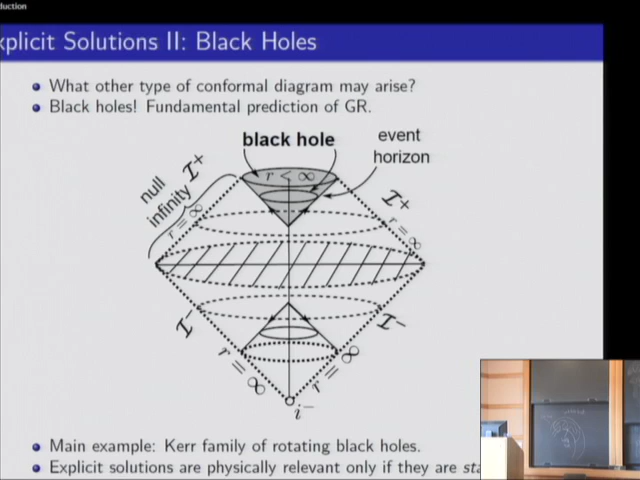 duction
xplicit Solutions II: Black Holes
What other type of conformal diagram may arise?
Black holes! Fundamental prediction of GR.
black hole
event
horizon
null
infinity I⁺
r = ∞
r < ∞
I⁺
r = ∞
I⁻
I⁻
r = ∞
r = ∞
i⁻
Main example: Kerr family of rotating black holes.
Explicit solutions are physically relevant only if they are sta